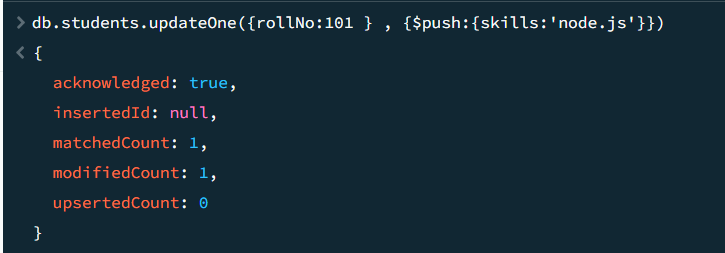 > db.students.updateOne({rollNo:101 } , {$push:{skills:'node.js'}})
< {
acknowledged: true,
insertedId: null,
matchedCount: 1,
modifiedCount: 1,
upsertedCount: 0
}